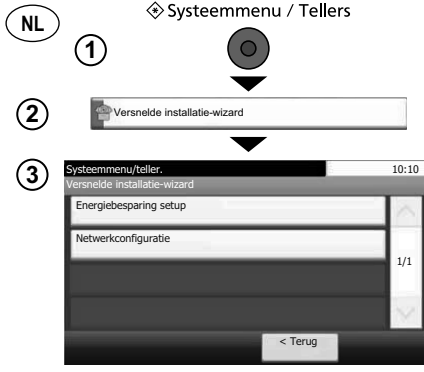 NL
Systeemmenu / Tellers
1
2
Versnelde installatie-wizard
3
Systeemmenu/teller.
10:10
Versnelde installatie-wizard
Energiebesparing setup
Netwerkconfiguratie
1/1
< Terug